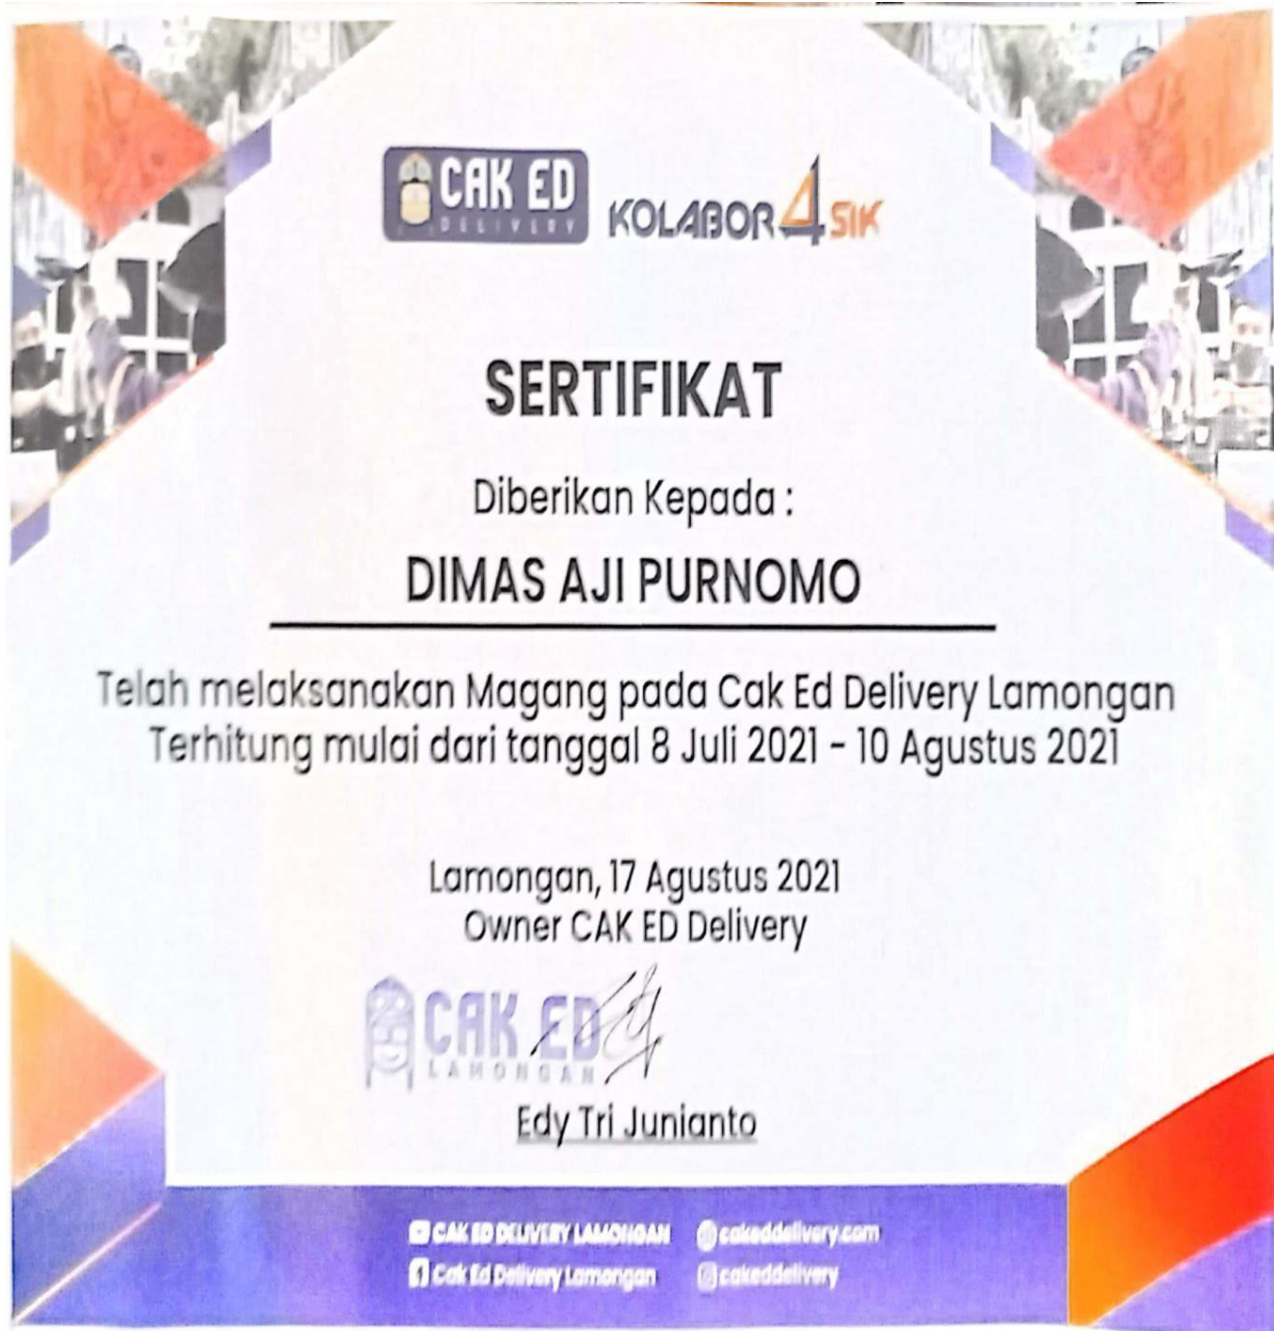 CAK ED
DELIVERY
KOLABOR4SIK
SERTIFIKAT
Diberikan Kepada :
DIMAS AJI PURNOMO
Telah melaksanakan Magang pada Cak Ed Delivery Lamongan
Terhitung mulai dari tanggal 8 Juli 2021 - 10 Agustus 2021
Lamongan, 17 Agustus 2021
Owner CAK ED Delivery
CAK ED
LAMONGAN
Edy Tri Junianto
CAK ED DELIVERY LAMONGAN
cakeddelivery.com
Cak Ed Delivery Lamongan
cakeddelivery